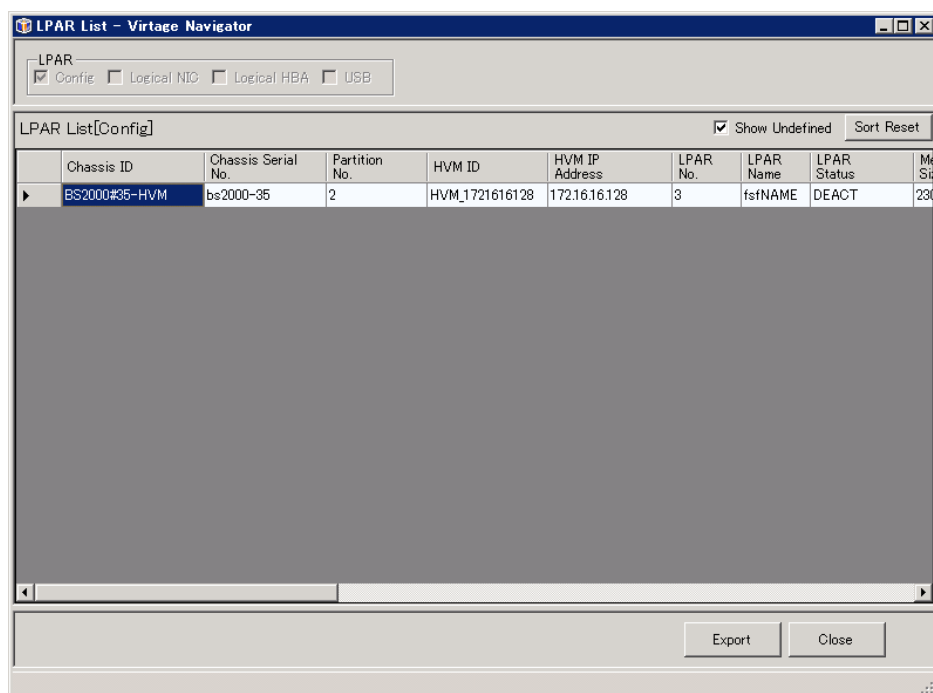 LPAR List - Virtage Navigator
LPAR
Config Logical NIC Logical HBA USB
LPAR List[Config]
Show Undefined Sort Reset
Chassis ID Chassis Serial No. Partition No. HVM ID HVM IP Address LPAR No. LPAR Name LPAR Status
BS2000#35-HVM bs2000-35 2 HVM_1721616128 172.16.16.128 3 fsfNAME DEACT
Export Close